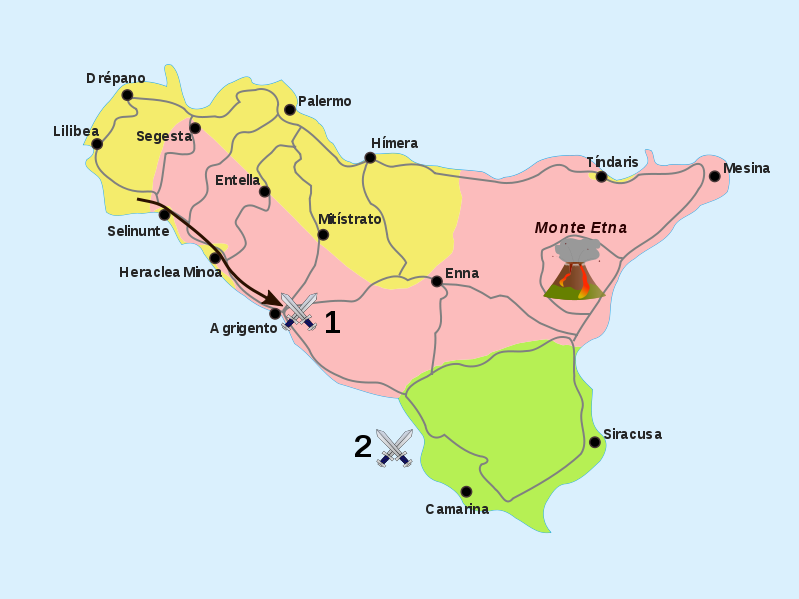 Drépano
Palermo
Lilibea
Segesta
Hímera
Tíndaris
Mesina
Entella
Mitístrato
Monte Etna
Selinunte
Heraclea Minoa
Enna
Agrigento
1
2
Siracusa
Camarina